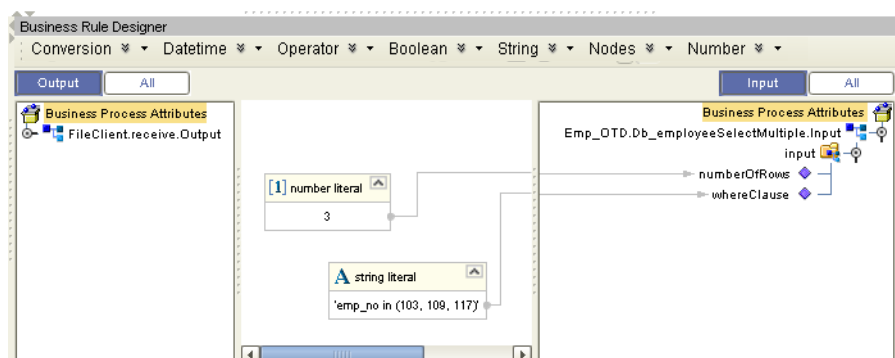 Business Rule Designer
Conversion Datetime Operator Boolean String Nodes Number
Output All Input All
Business Process Attributes
FileClient.receive.Output
Business Process Attributes
Emp_OTD.Db_employeeSelectMultiple.Input
input
numberOfRows
whereClause
[1] number literal
3
A string literal
'emp_no in (103, 109, 117)'